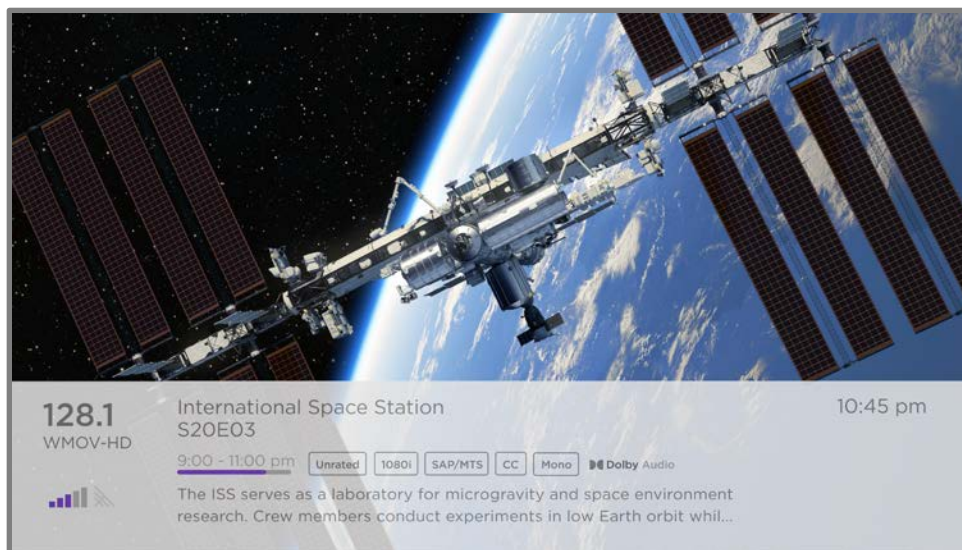 128.1
WMOV-HD
International Space Station
S20E03
10:45 pm
9:00 - 11:00 pm
Unrated
1080i
SAP/MTS
CC
Mono
Dolby Audio
The ISS serves as a laboratory for microgravity and space environment
research. Crew members conduct experiments in low Earth orbit whil...